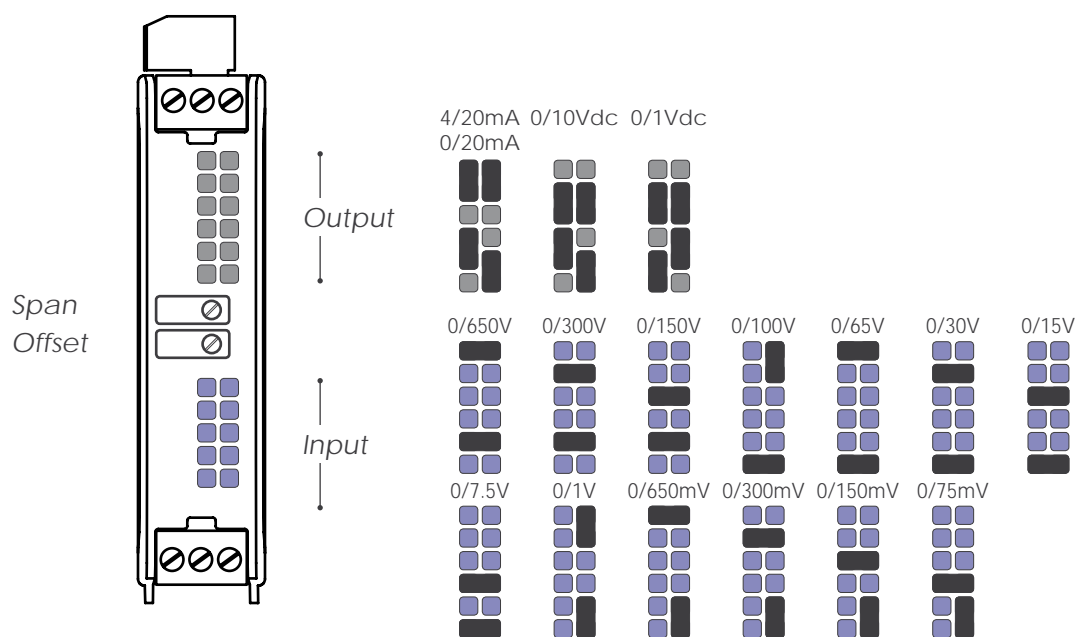 4/20mA 0/10Vdc 0/1Vdc
0/20mA
Output
Span
Offset
0/650V 0/300V 0/150V 0/100V 0/65V 0/30V 0/15V
Input
0/7.5V 0/1V 0/650mV 0/300mV 0/150mV 0/75mV